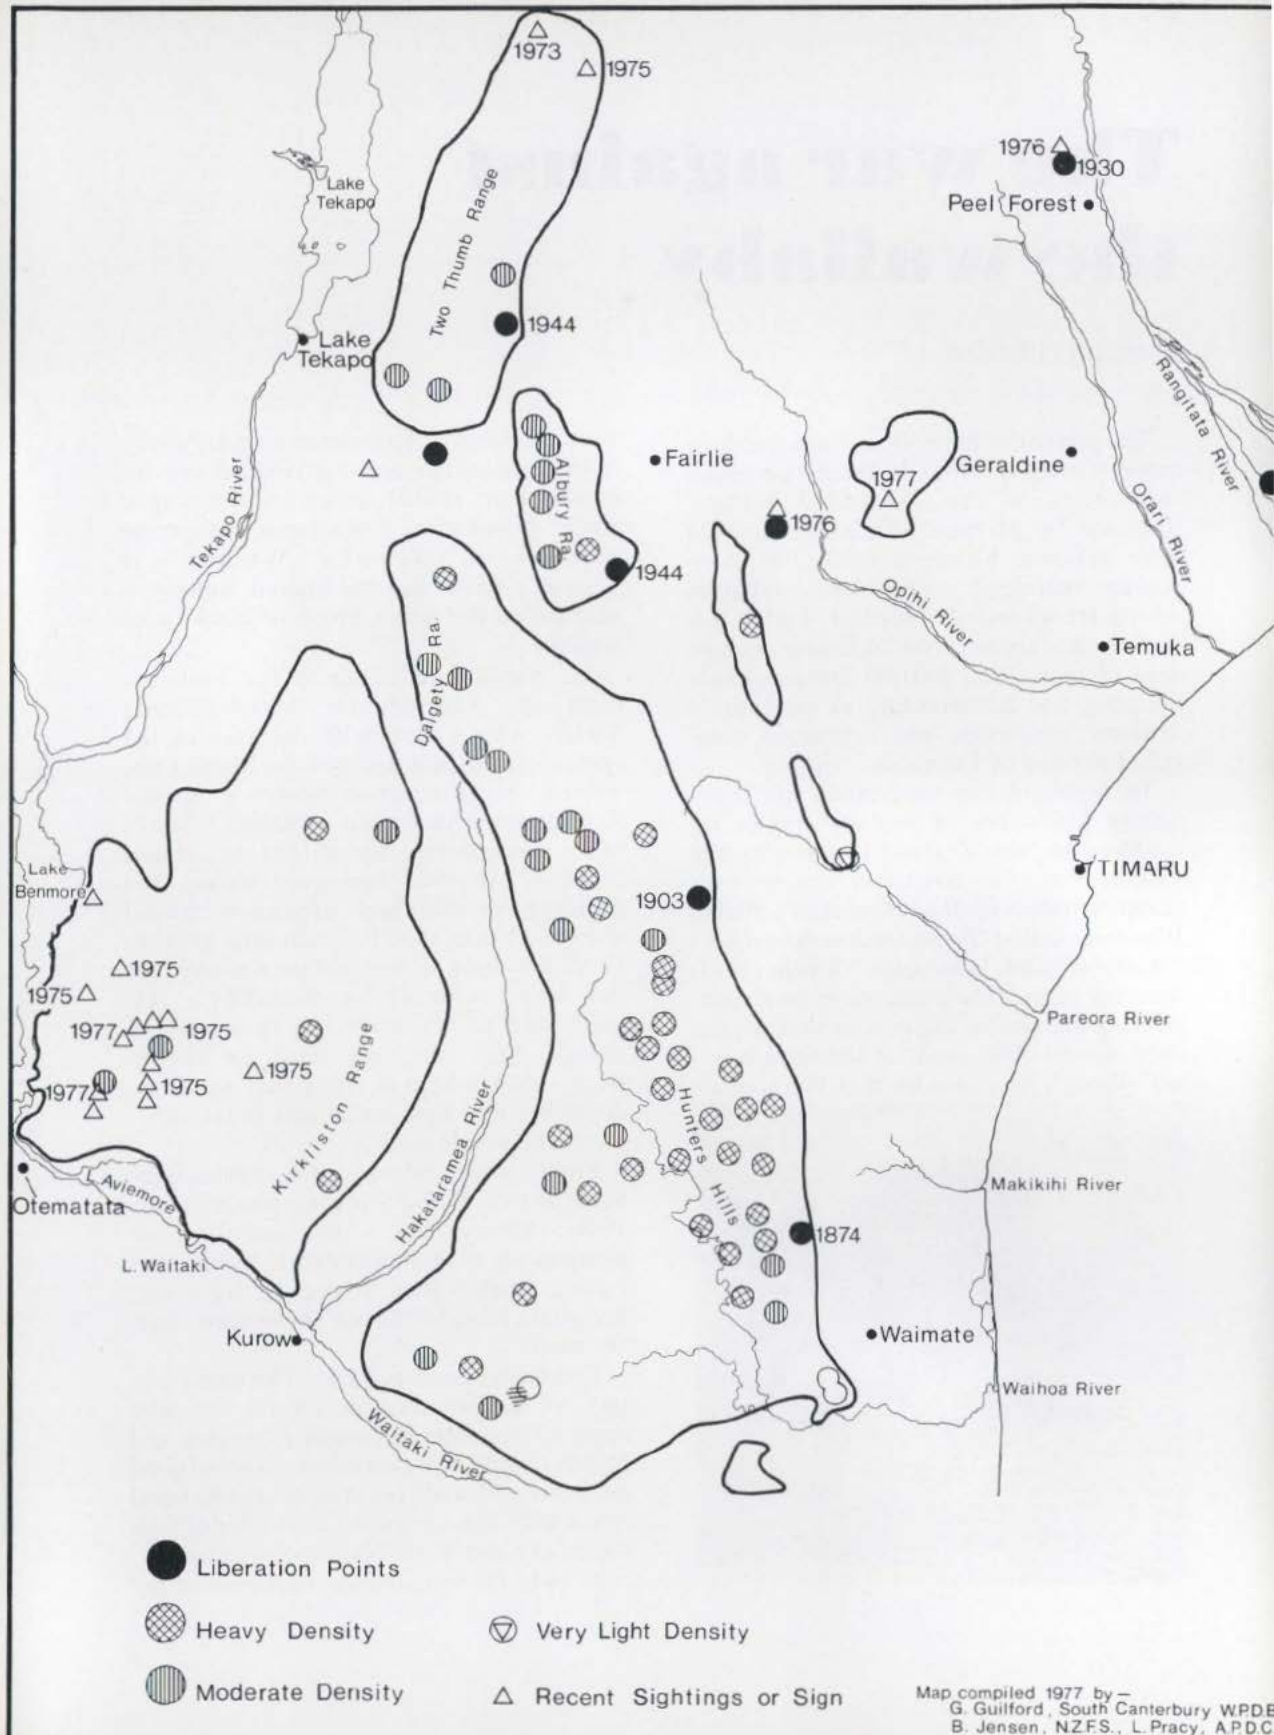 1973
1975
1976
1930
Peel Forest
Lake
Tekapo
Two Thumb Range
1944
Lake
Tekapo
Rangitata River
Fairlie
Geraldine
Albury Ra.
1977
1976
Orari River
Tekapo River
1944
Opihi River
Temuka
Dalgety Ra.
Lake
Benmore
TIMARU
1903
1975
1975
1977
1975
Pareora River
1975
1977
1975
Kirkliston Range
Hakataramea River
Hunters
Hills
Makikihi River
Otematata
Aviemore
1874
L. Waitaki
Kurow
Waimate
Waihoa River
Waitaki River
Liberation Points
Heavy Density
Very Light Density
Moderate Density
Recent Sightings or Sign
Map compiled 1977 by —
G. Guilford, South Canterbury W.P.D.B
B. Jensen, N.Z.F.S., L. Pracy, A.P.D.C